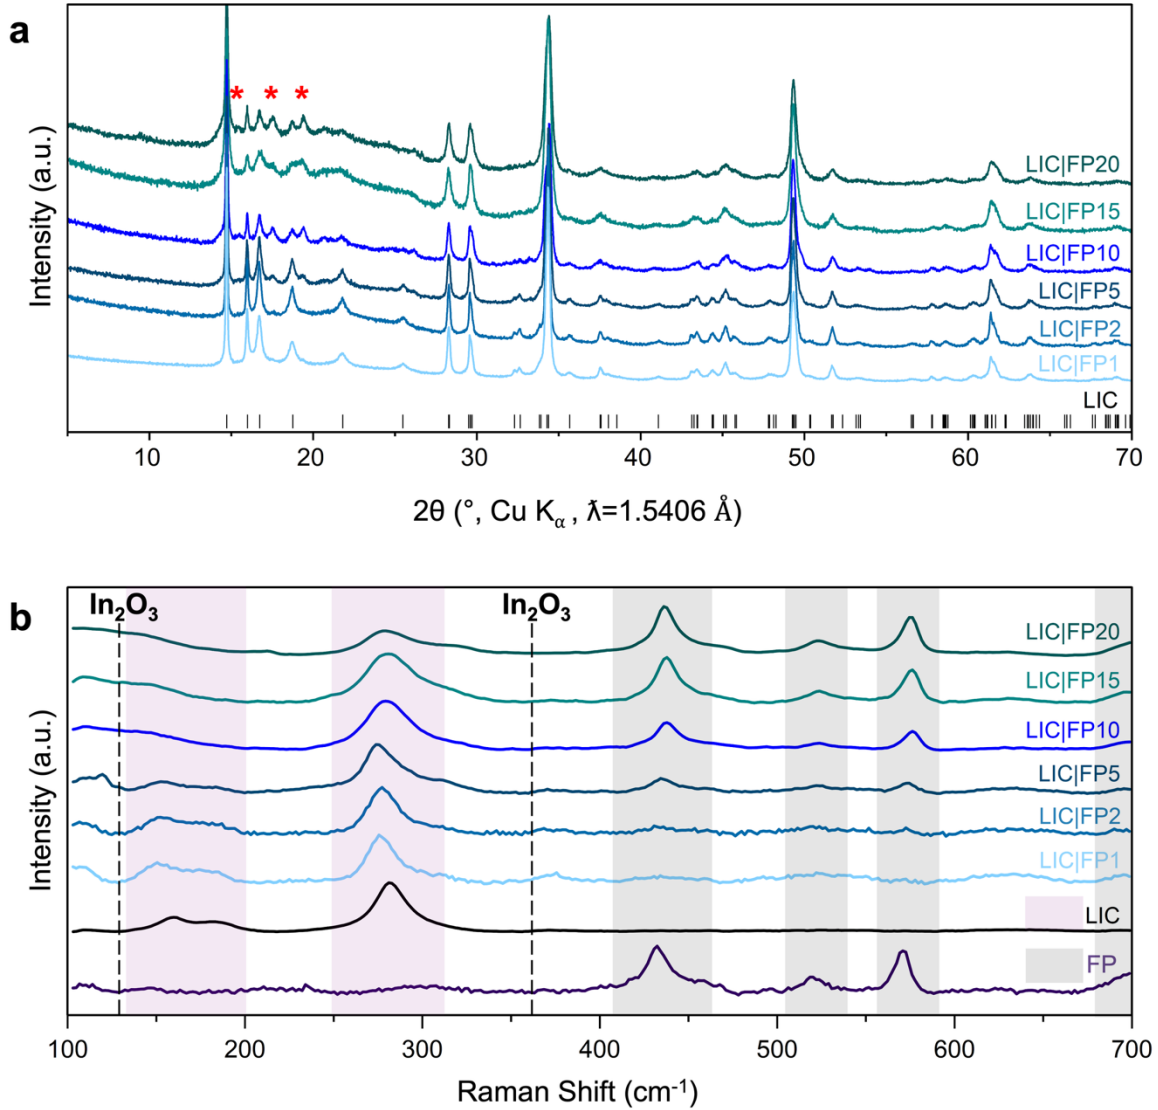 a
Intensity (a.u.)
* * *
LIC|FP20
LIC|FP15
LIC|FP10
LIC|FP5
LIC|FP2
LIC|FP1
LIC
10 20 30 40 50 60 70
2θ (°, Cu Kα, ƛ=1.5406 Å)
b
Intensity (a.u.)
In₂O₃ In₂O₃
LIC|FP20
LIC|FP15
LIC|FP10
LIC|FP5
LIC|FP2
LIC|FP1
LIC
FP
100 200 300 400 500 600 700
Raman Shift (cm⁻¹)